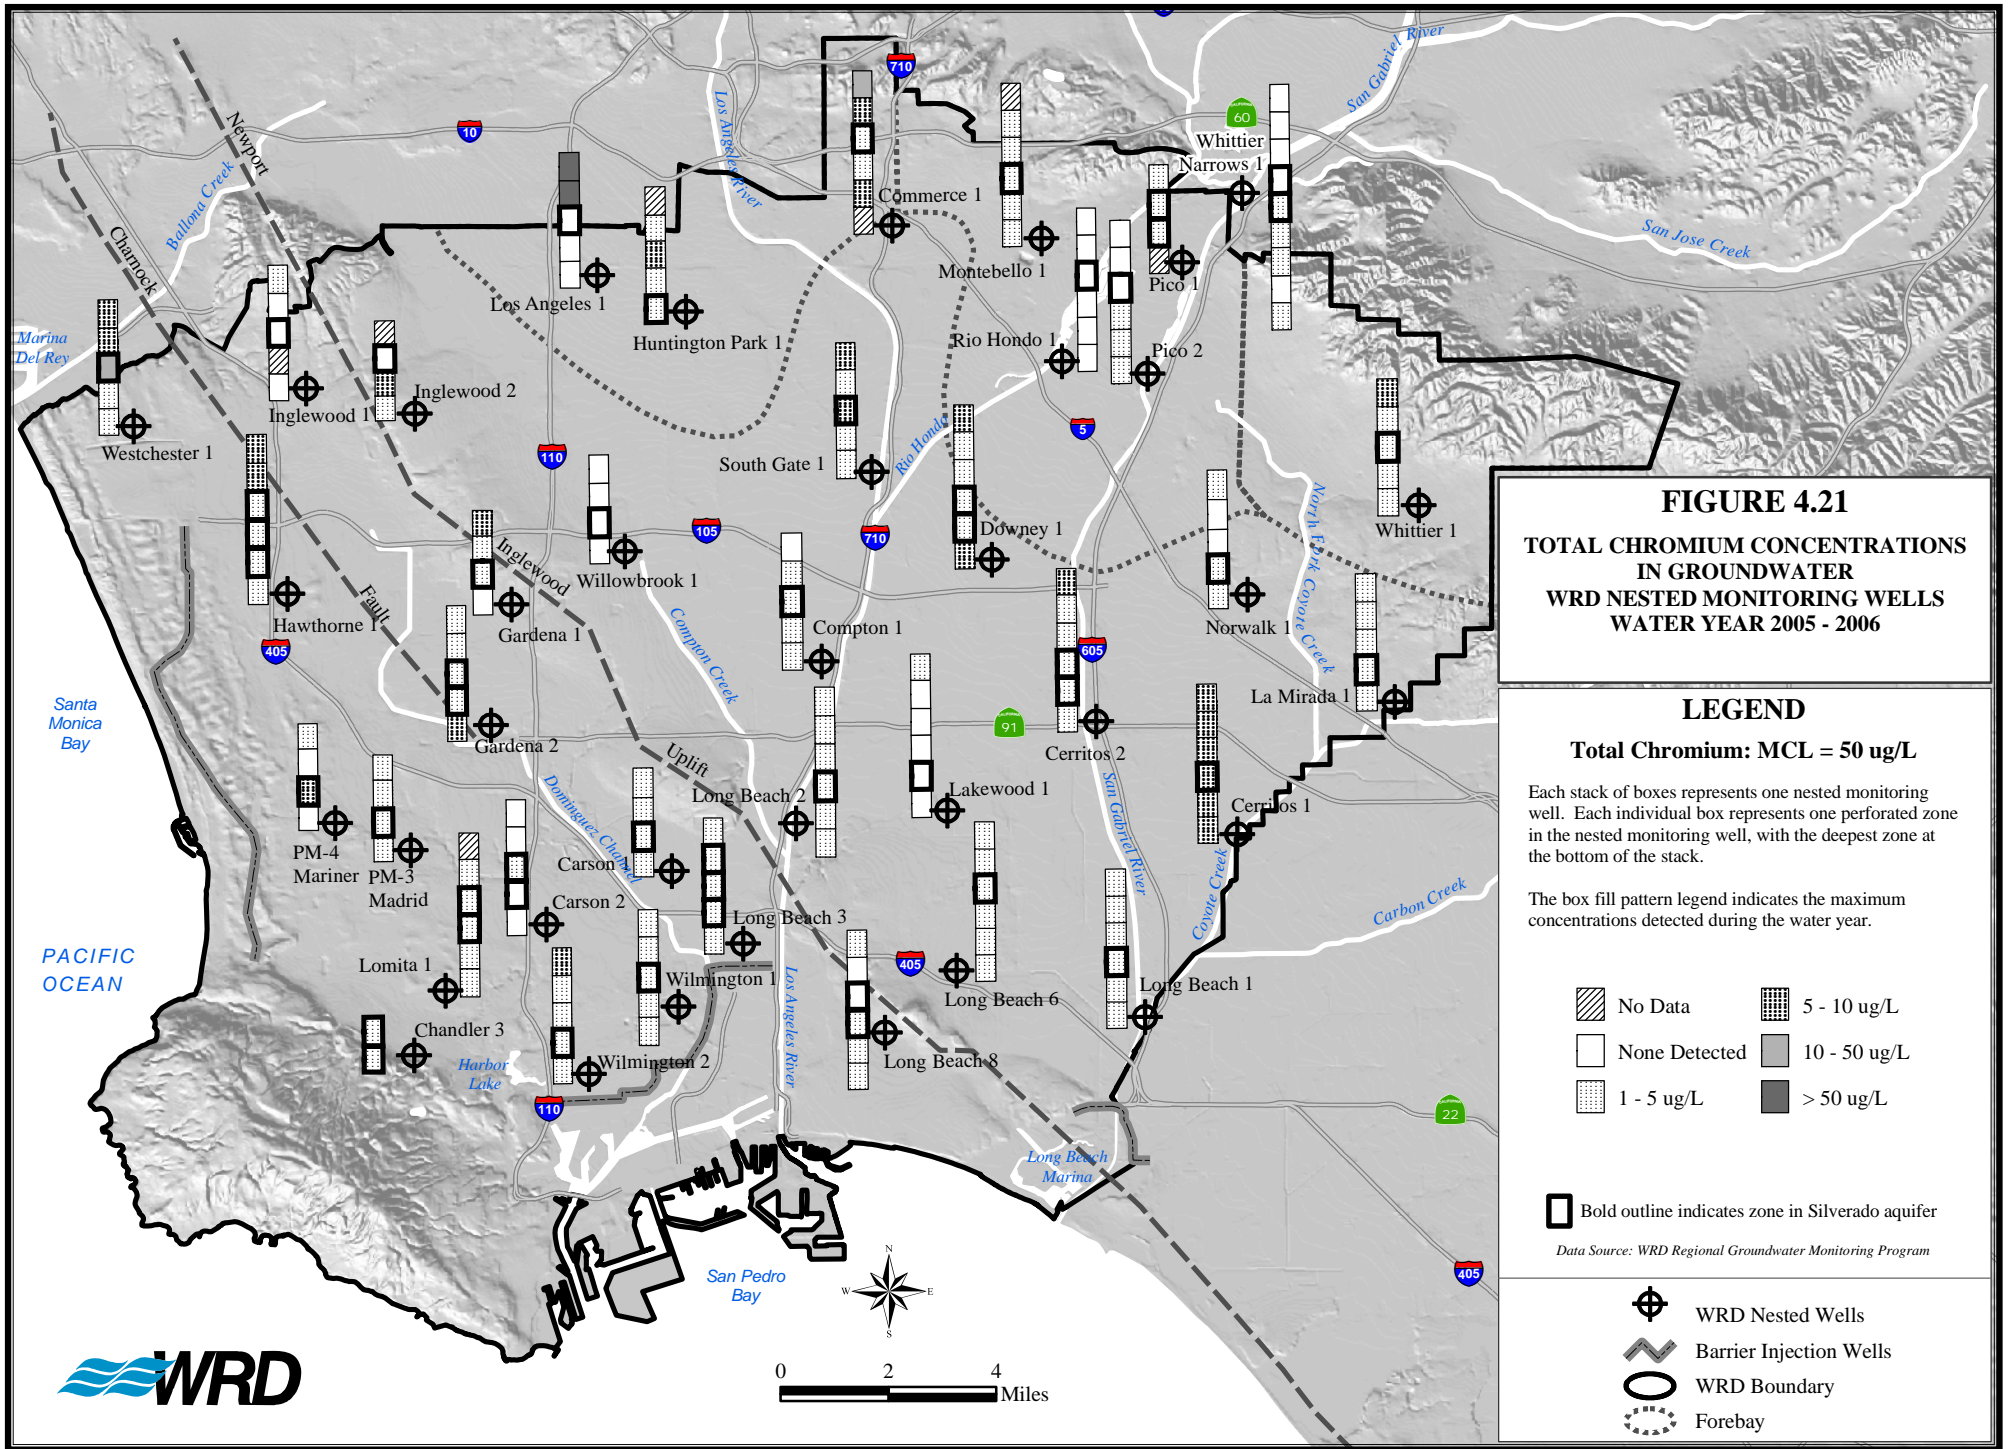 710
10
Los Angeles River
San Gabriel River
CALIFORNIA
60
Whittier
Narrows 1
Newport
Ballona Creek
Charnock
Commerce 1
Montebello 1
Pico 1
San Jose Creek
Los Angeles 1
Huntington Park 1
Rio Hondo 1
Pico 2
Marina
Del Rey
Inglewood 1
Inglewood 2
Westchester 1
110
South Gate 1
Rio Hondo
5
Whittier 1
North Fork Coyote Creek
105
710
Downey 1
Inglewood
Willowbrook 1
Hawthorne 1
Fault
Gardena 1
Compton Creek
Compton 1
Norwalk 1
405
605
La Mirada 1
Santa
Monica
Bay
Gardena 2
CALIFORNIA
91
Cerritos 2
Uplift
Long Beach 2
Lakewood 1
Cerritos 1
Dominguez Channel
San Gabriel River
PM-4
Mariner
PM-3
Madrid
Carson 1
Carson 2
Long Beach 3
Coyote Creek
Carbon Creek
PACIFIC
OCEAN
Lomita 1
Wilmington 1
405
Long Beach 6
Long Beach 1
Los Angeles River
Chandler 3
Harbor
Lake
Wilmington 2
Long Beach 8
110
CALIFORNIA
22
Long Beach
Marina
San Pedro
Bay
405
N
W
E
S
0
2
4
Miles
WRD
FIGURE 4.21
TOTAL CHROMIUM CONCENTRATIONS
IN GROUNDWATER
WRD NESTED MONITORING WELLS
WATER YEAR 2005 - 2006
LEGEND
Total Chromium: MCL = 50 ug/L
Each stack of boxes represents one nested monitoring
well. Each individual box represents one perforated zone
in the nested monitoring well, with the deepest zone at
the bottom of the stack.
The box fill pattern legend indicates the maximum
concentrations detected during the water year.
No Data
5 - 10 ug/L
None Detected
10 - 50 ug/L
1 - 5 ug/L
> 50 ug/L
Bold outline indicates zone in Silverado aquifer
Data Source: WRD Regional Groundwater Monitoring Program
WRD Nested Wells
Barrier Injection Wells
WRD Boundary
Forebay